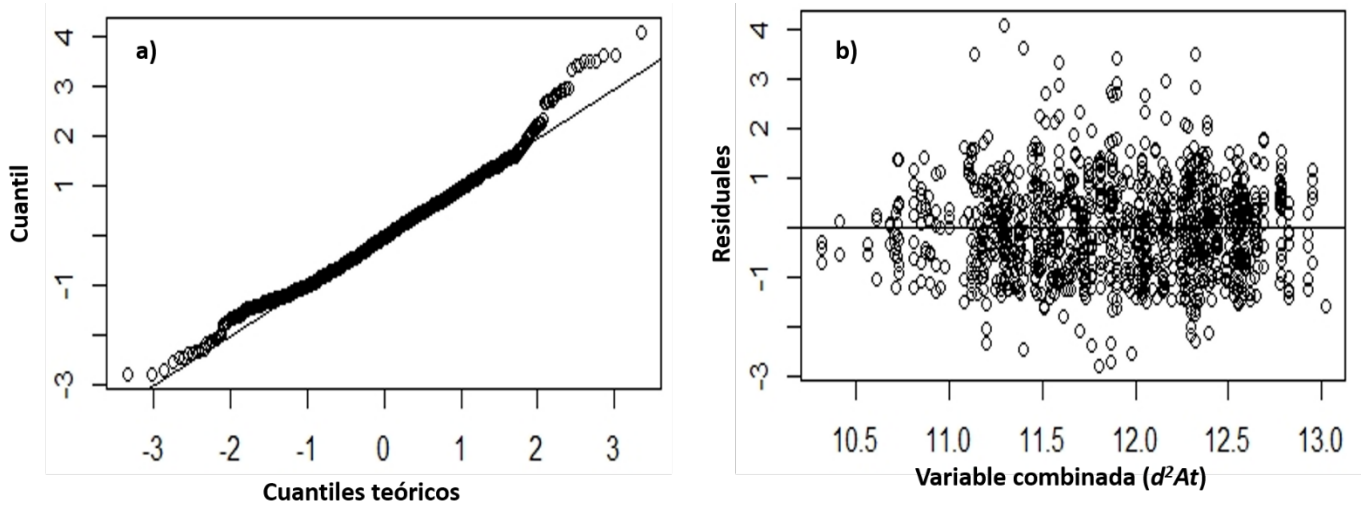 a)
Cuantil
4
3
2
1
-1
-3
-3 -2 -1 0 1 2 3
Cuantiles teóricos
b)
Residuales
4
3
2
1
-1
-3
10.5 11.0 11.5 12.0 12.5 13.0
Variable combinada (d²At)